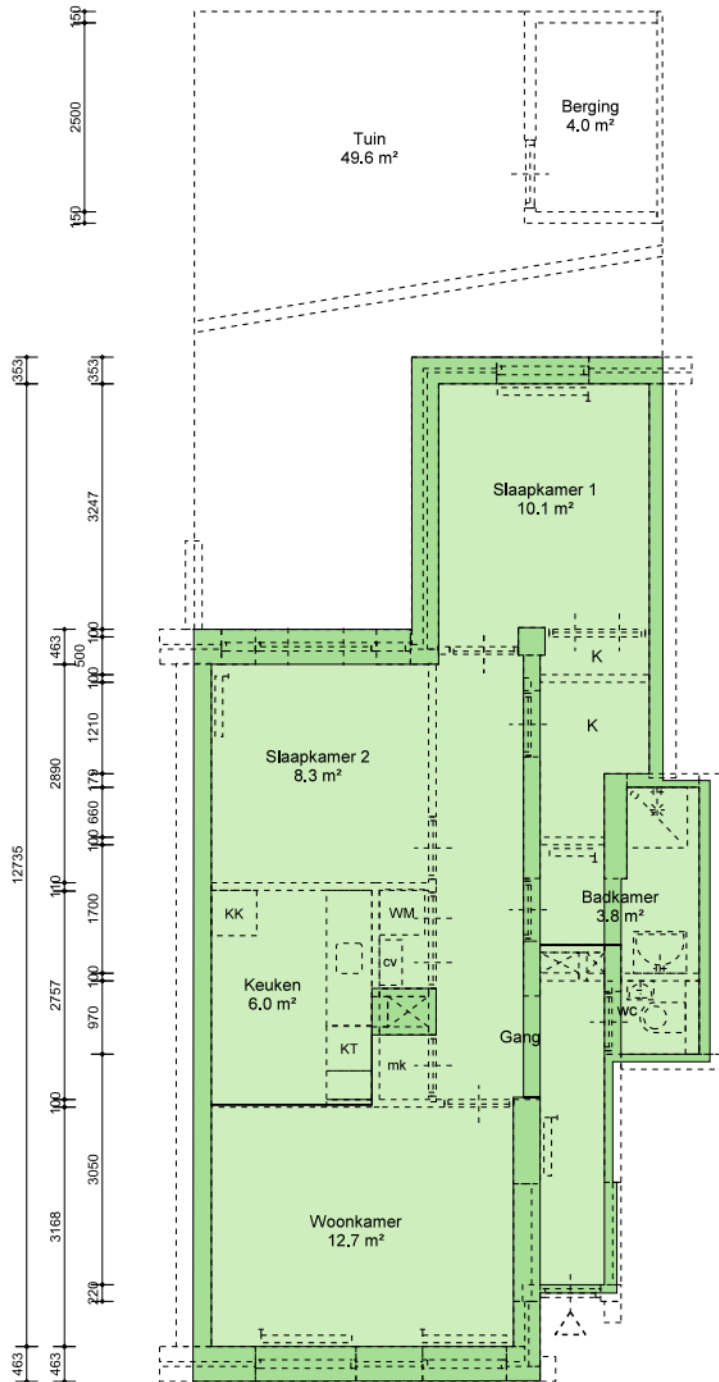 Tuin
49.6 m²
Berging
4.0 m²
Slaapkamer 1
10.1 m²
K
K
Slaapkamer 2
8.3 m²
Badkamer
3.8 m²
KK
WM
cv
Keuken
6.0 m²
KT
mk
wc
Gang
Woonkamer
12.7 m²
150
2500
150
353
12735
463
463
500
2890
110
2757
100
3168
463
353
3247
100
100
1210
179
660
100
1700
100
970
3050
220